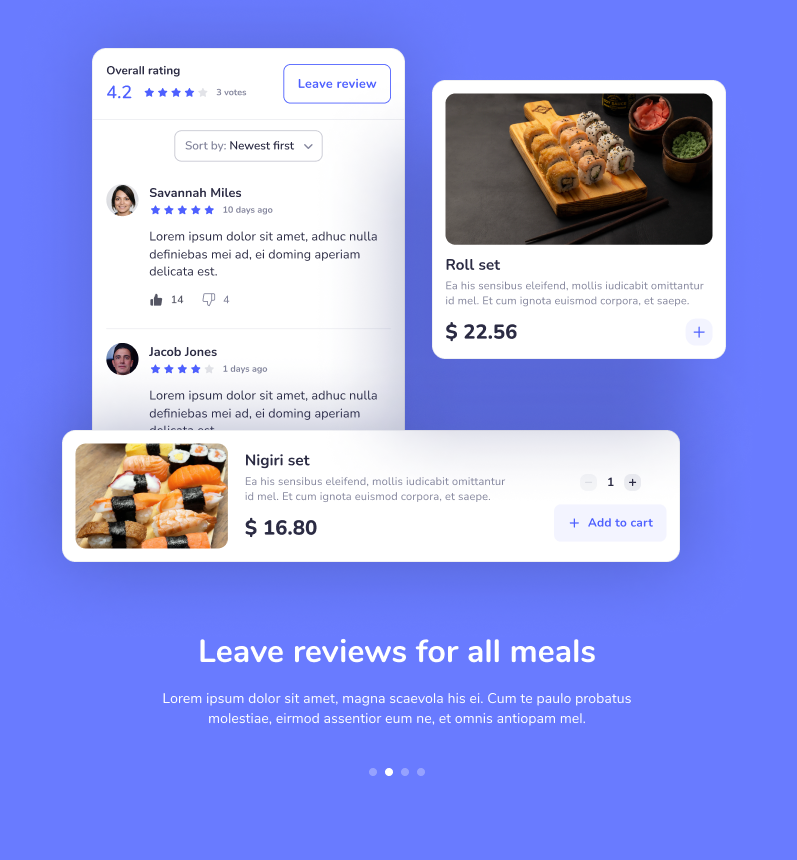 Overall rating
4.2
3 votes
Leave review
Sort by: Newest first
Savannah Miles
10 days ago
Lorem ipsum dolor sit amet, adhuc nulla
definiebas mei ad, ei doming aperiam
delicata est.
14
4
Jacob Jones
1 days ago
Lorem ipsum dolor sit amet, adhuc nulla
definiebas mei ad, ei doming aperiam
delicata est.
Roll set
Ea his sensibus eleifend, mollis iudicabit omittantur
id mel. Et cum ignota euismod corpora, et saepe.
$ 22.56
+
Nigiri set
Ea his sensibus eleifend, mollis iudicabit omittantur
id mel. Et cum ignota euismod corpora, et saepe.
$ 16.80
− 1 +
+ Add to cart
Leave reviews for all meals
Lorem ipsum dolor sit amet, magna scaevola his ei. Cum te paulo probatus
molestiae, eirmod assentior eum ne, et omnis antiopam mel.